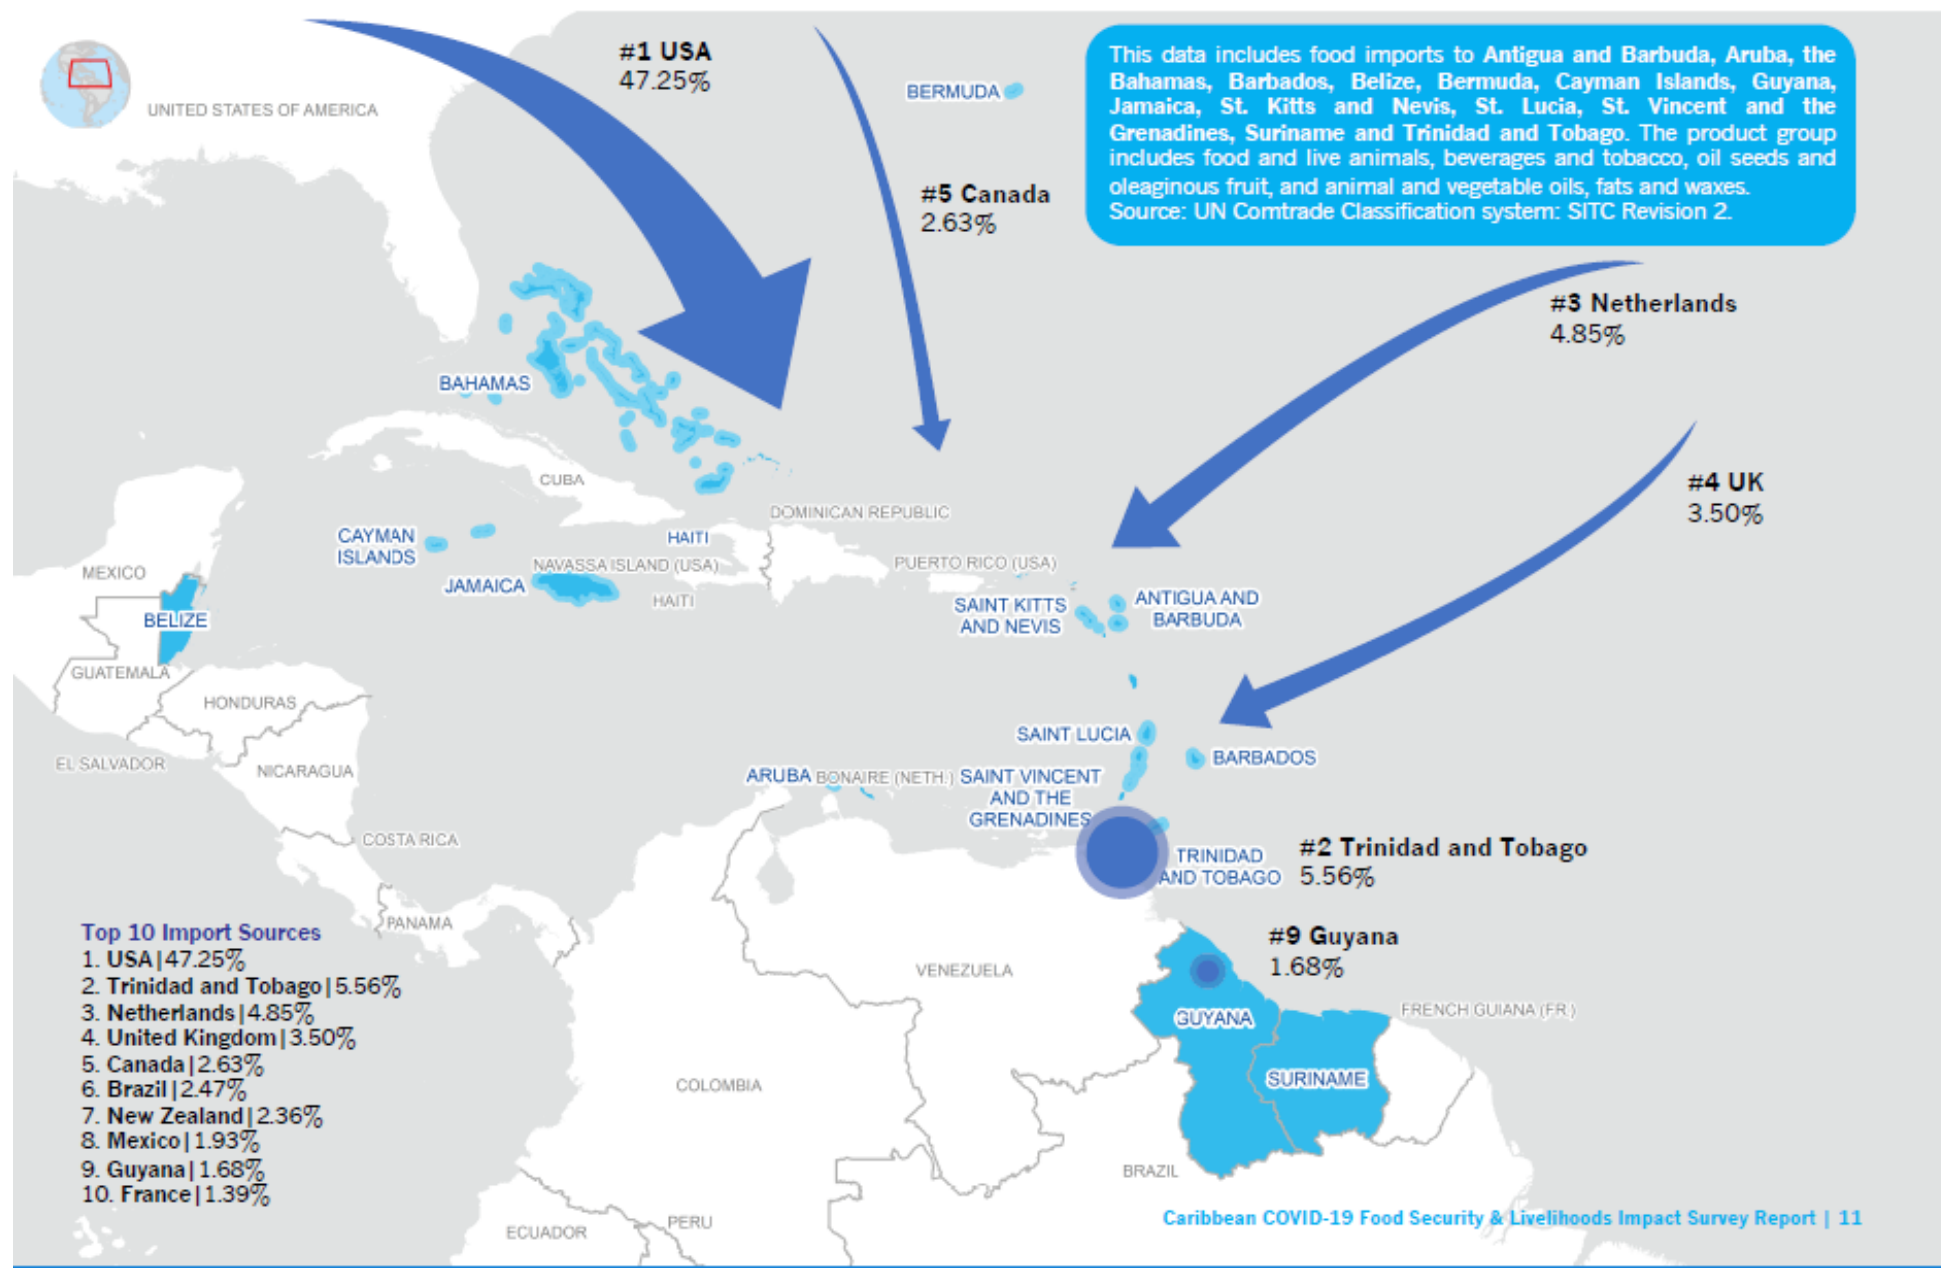 #1 USA
47.25%
UNITED STATES OF AMERICA
BERMUDA
This data includes food imports to Antigua and Barbuda, Aruba, the
Bahamas, Barbados, Belize, Bermuda, Cayman Islands, Guyana,
Jamaica, St. Kitts and Nevis, St. Lucia, St. Vincent and the
Grenadines, Suriname and Trinidad and Tobago. The product group
includes food and live animals, beverages and tobacco, oil seeds and
oleaginous fruit, and animal and vegetable oils, fats and waxes.
Source: UN Comtrade Classification system: SITC Revision 2.
#5 Canada
2.63%
#3 Netherlands
4.85%
BAHAMAS
#4 UK
3.50%
CUBA
DOMINICAN REPUBLIC
CAYMAN
ISLANDS
HAITI
NAVASSA ISLAND (USA)
PUERTO RICO (USA)
MEXICO
JAMAICA
HAITI
SAINT KITTS
AND NEVIS
ANTIGUA AND
BARBUDA
BELIZE
GUATEMALA
HONDURAS
SAINT LUCIA
BARBADOS
EL SALVADOR
NICARAGUA
ARUBA
BONAIRE (NETH.)
SAINT VINCENT
AND THE
GRENADINES
COSTA RICA
TRINIDAD
AND TOBAGO
#2 Trinidad and Tobago
5.56%
PANAMA
#9 Guyana
1.68%
VENEZUELA
GUYANA
FRENCH GUIANA (FR.)
SURINAME
COLOMBIA
BRAZIL
Top 10 Import Sources
1. USA|47.25%
2. Trinidad and Tobago|5.56%
3. Netherlands|4.85%
4. United Kingdom|3.50%
5. Canada|2.63%
6. Brazil|2.47%
7. New Zealand|2.36%
8. Mexico|1.93%
9. Guyana|1.68%
10. France|1.39%
ECUADOR
PERU
Caribbean COVID-19 Food Security & Livelihoods Impact Survey Report | 11